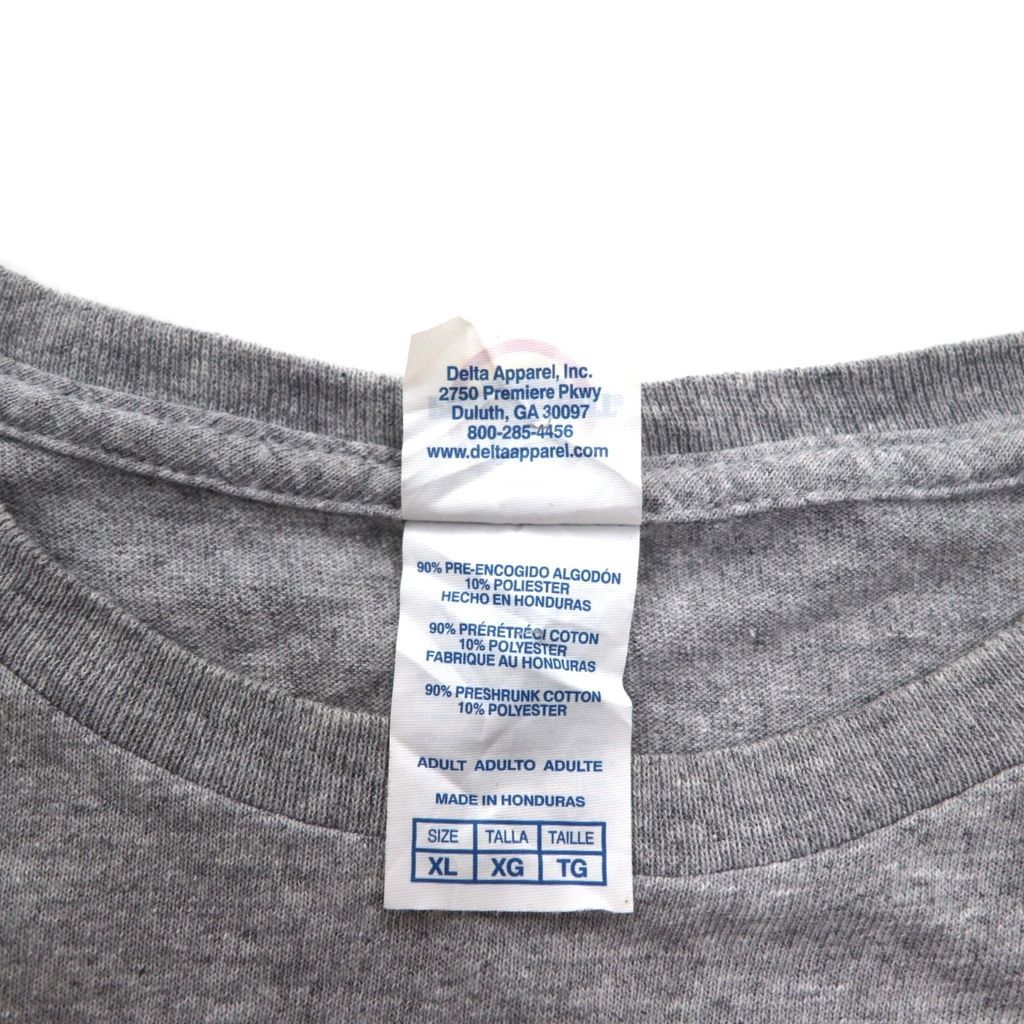 Delta Apparel, Inc.
2750 Premiere Pkwy
Duluth, GA 30097
800-285-4456
www.deltaapparel.com
90% PRE-ENCOGIDO ALGODÓN
10% POLIESTER
HECHO EN HONDURAS
90% PRÉRÉTRÉCI COTON
10% POLYESTER
FABRIQUE AU HONDURAS
90% PRESHRUNK COTTON
10% POLYESTER
ADULT ADULTO ADULTE
MADE IN HONDURAS
SIZE TALLA TAILLE
XL XG TG